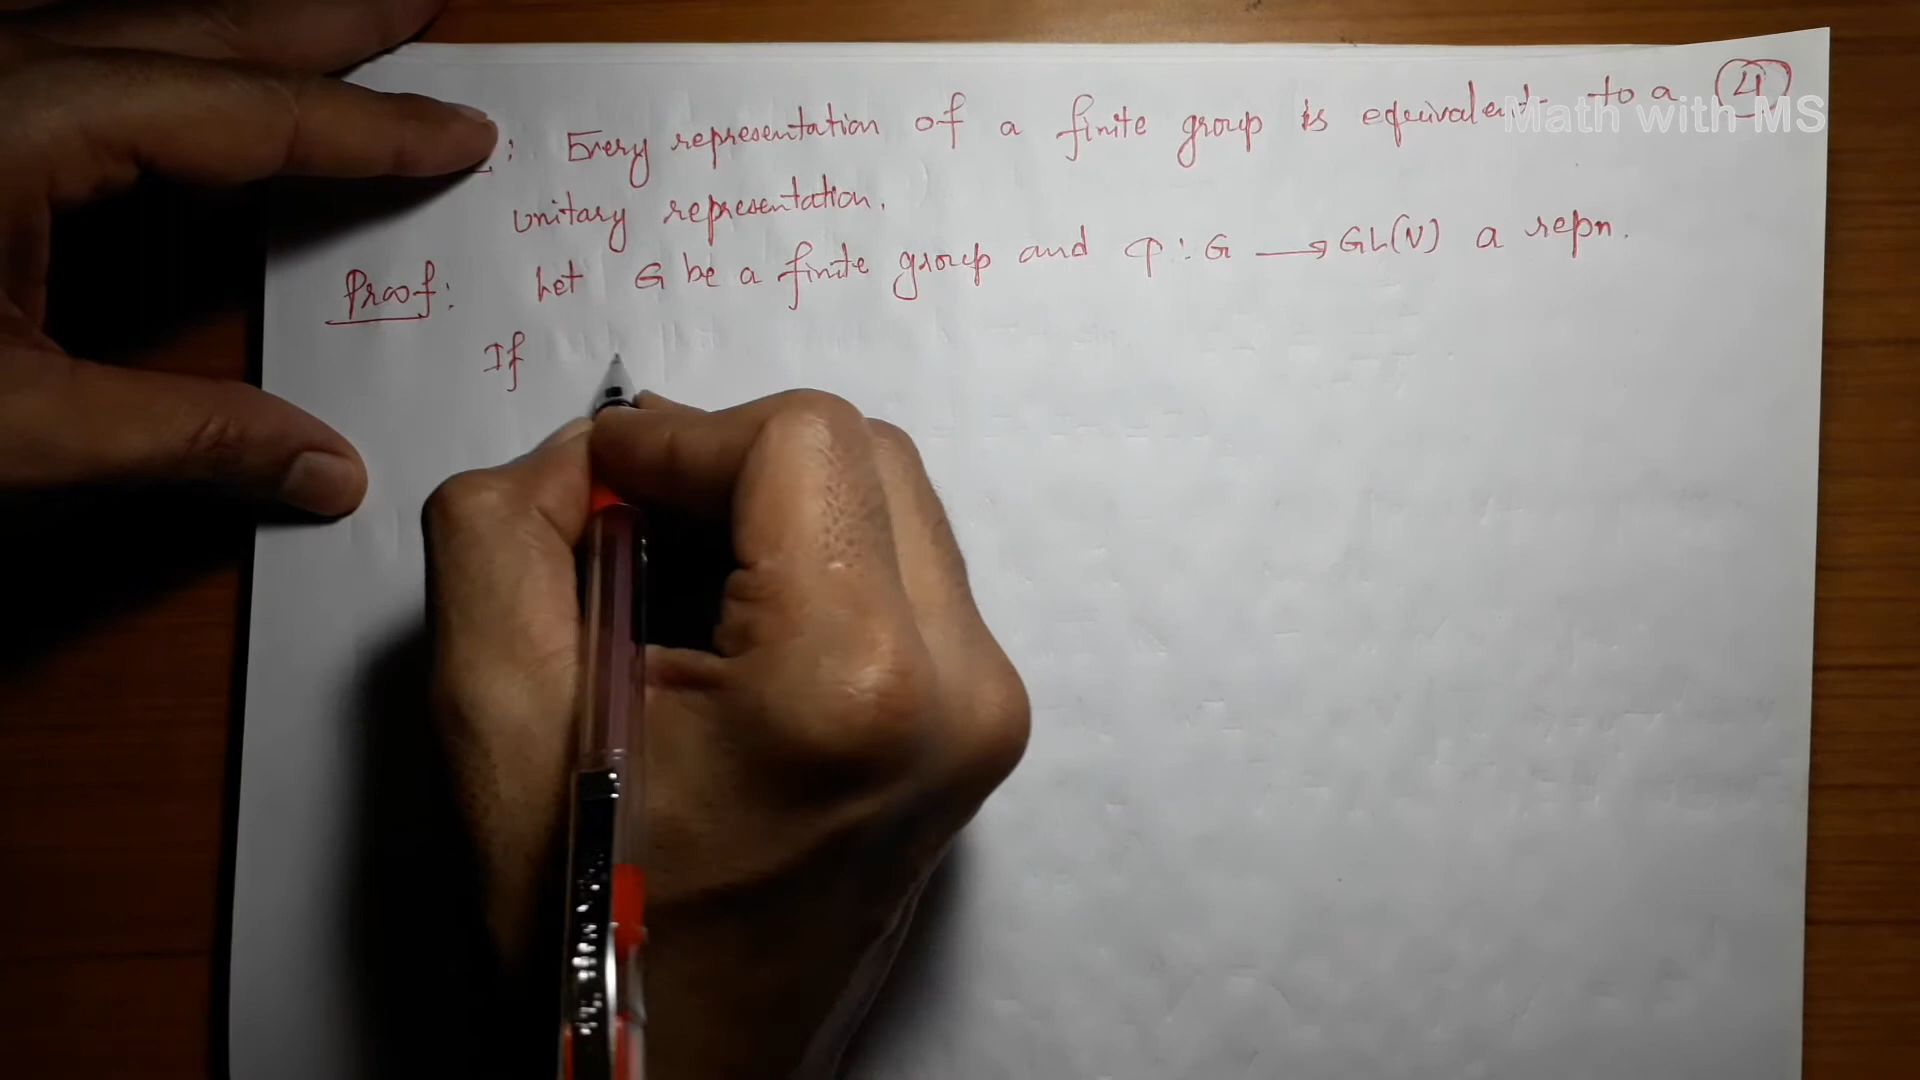 : Every representation of a finite group is equivalent to a 4
Math with MS
unitary representation.
Proof: Let G be a finite group and φ : G ⟶ GL(V) a repn.
If